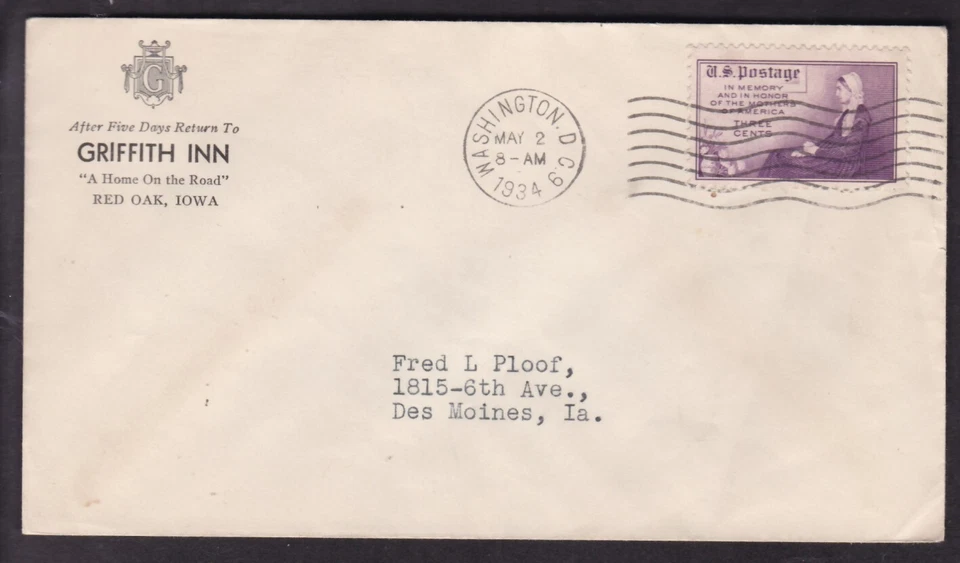 G
After Five Days Return To
GRIFFITH INN
"A Home On the Road"
RED OAK, IOWA
WASHINGTON, D.C. 9
MAY 2
8-AM
1934
U.S. Postage
IN MEMORY
AND IN HONOR
OF THE MOTHERS
OF AMERICA
THREE
CENTS
Fred L Ploof,
1815-6th Ave.,
Des Moines, Ia.